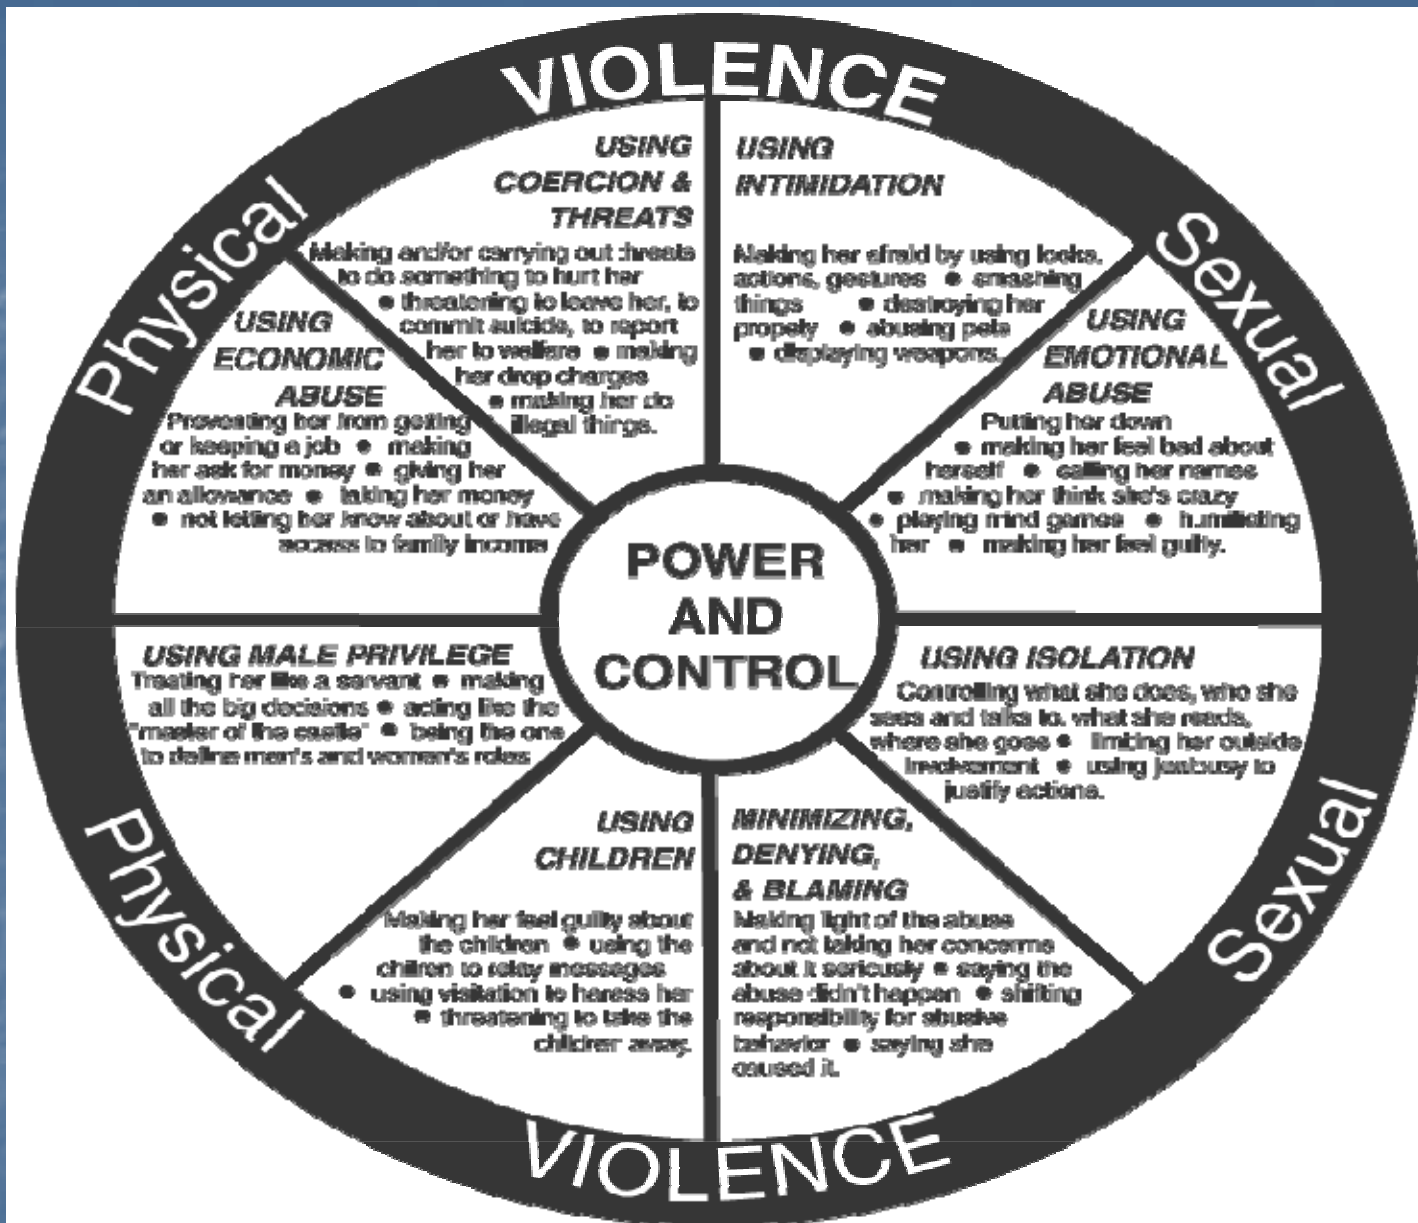 VIOLENCE
Physical
Sexual
USING
COERCION &
THREATS
Making and/or carrying out threats
to do something to hurt her
● threatening to leave her, to
commit suicide, to report
her to welfare ● making
her drop charges
● making her do
illegal things.
USING
INTIMIDATION
Making her afraid by using looks,
actions, gestures ● smashing
things ● destroying her
propety ● abusing pets
● displaying weapons.
USING
ECONOMIC
ABUSE
Preventing her from getting
or keeping a job ● making
her ask for money ● giving her
an allowance ● taking her money
● not letting her know about or have
access to family income
USING
EMOTIONAL
ABUSE
Putting her down
● making her feel bad about
herself ● calling her names
● making her think she's crazy
● playing mind games ● humiliating
her ● making her feel guilty.
POWER
AND
CONTROL
USING MALE PRIVILEGE
Treating her like a servant ● making
all the big decisions ● acting like the
"master of the castle" ● being the one
to define men's and women's roles
USING ISOLATION
Controlling what she does, who she
sees and talks to, what she reads,
where she goes ● limiting her outside
involvement ● using jealousy to
justify actions.
USING
CHILDREN
Making her feel guilty about
the children ● using the
chilren to relay messages
● using visitation to harass her
● threatening to take the
children away.
MINIMIZING,
DENYING,
& BLAMING
Making light of the abuse
and not taking her concerns
about it seriously ● saying the
abuse didn't happen ● shifting
responsibility for abusive
behavior ● saying she
caused it.
Physical
Sexual
VIOLENCE